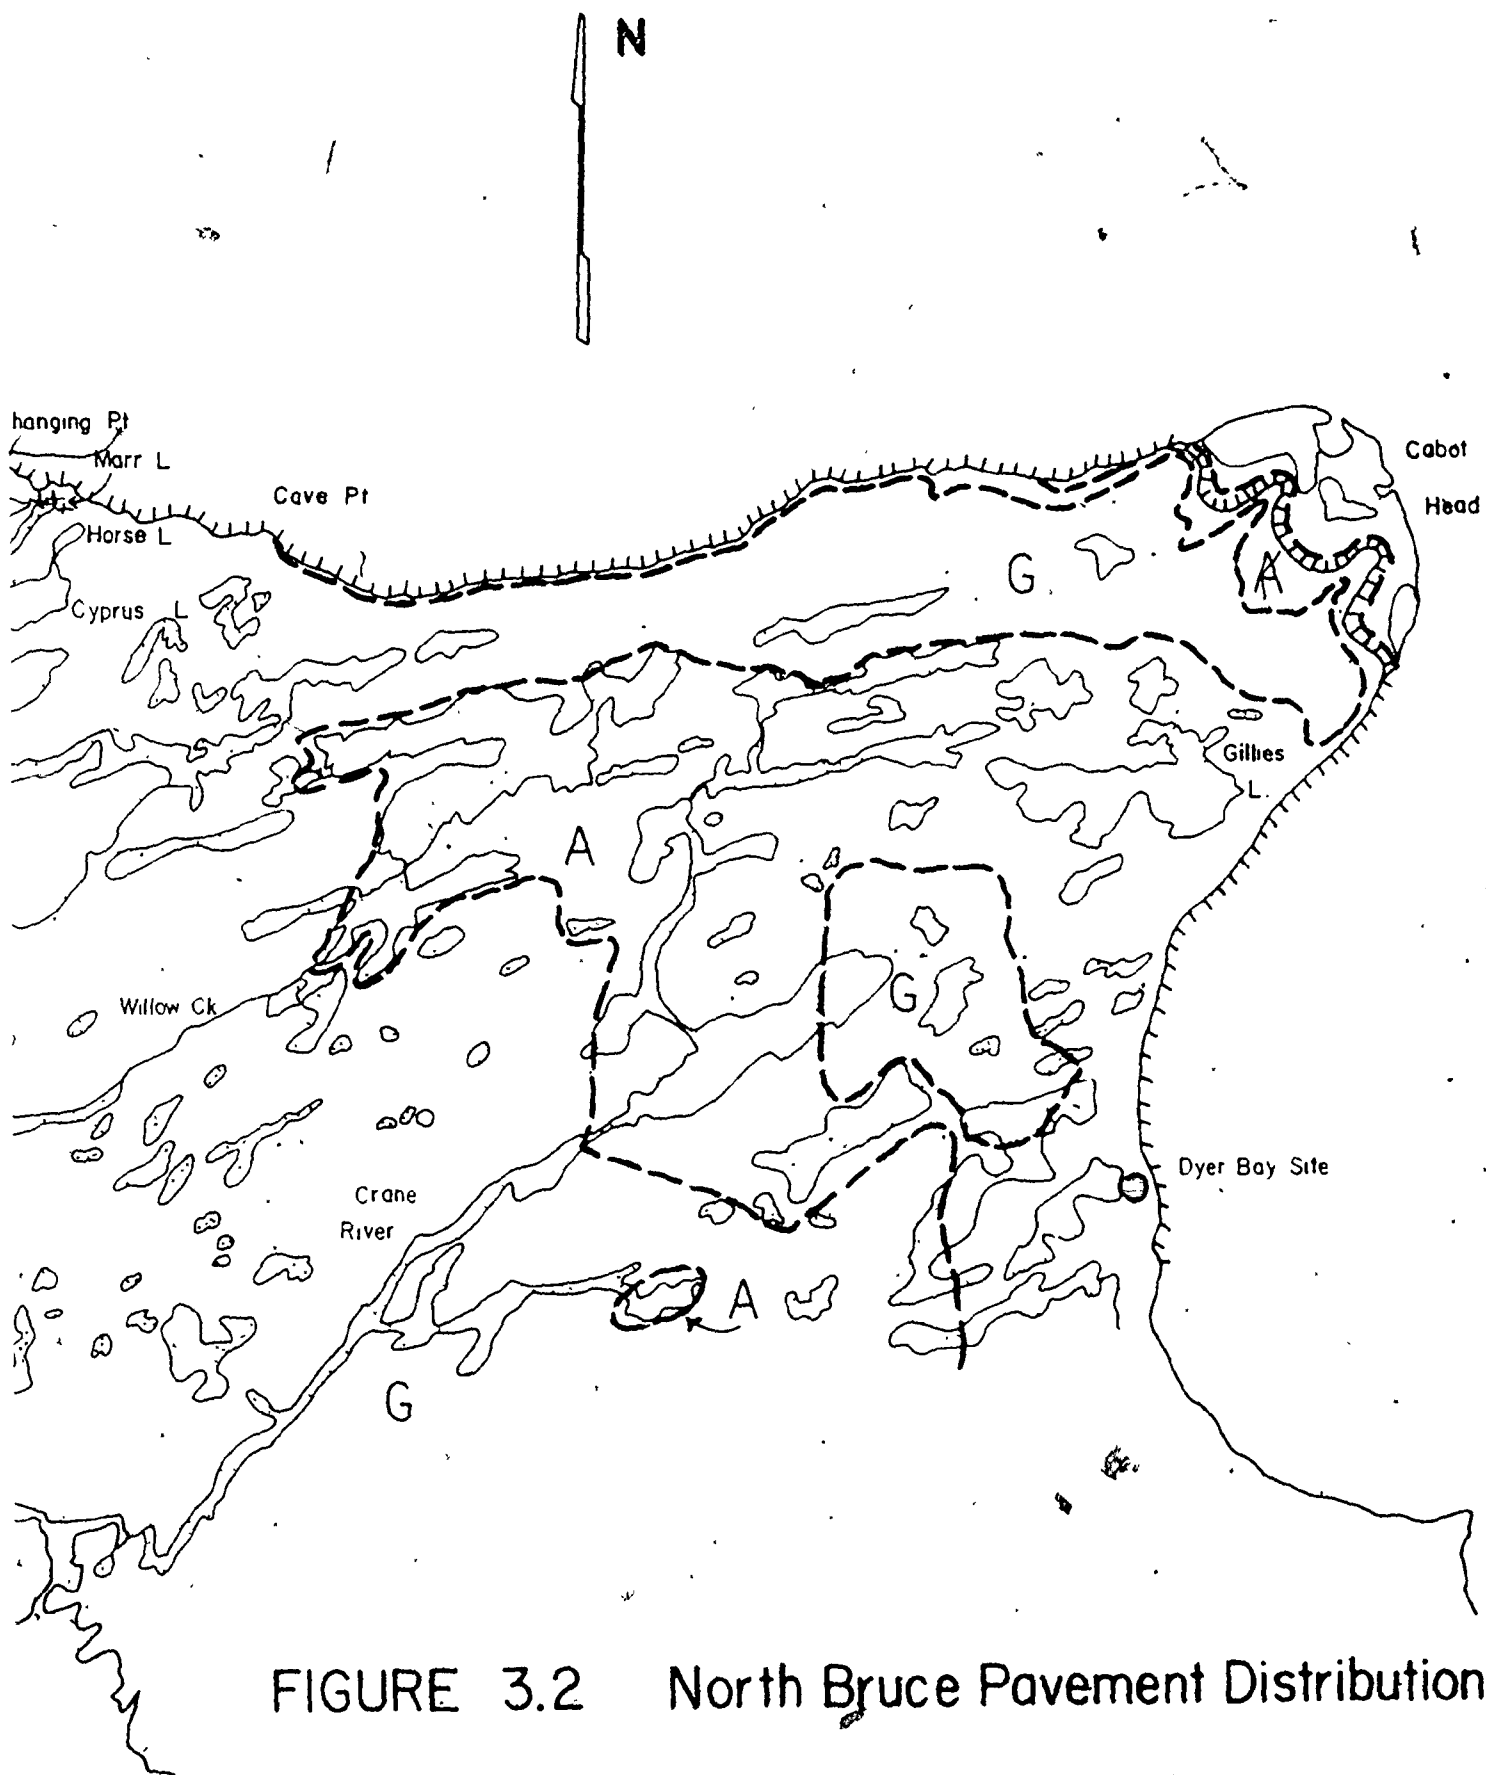 N
hanging Pt
Marr L
Cave Pt
Cabot
Head
Horse L
G
A
Cyprus L
Gillies
L.
A
G
Willow Ck
Dyer Bay Site
Crane
River
A
G
FIGURE 3.2 North Bruce Pavement Distribution